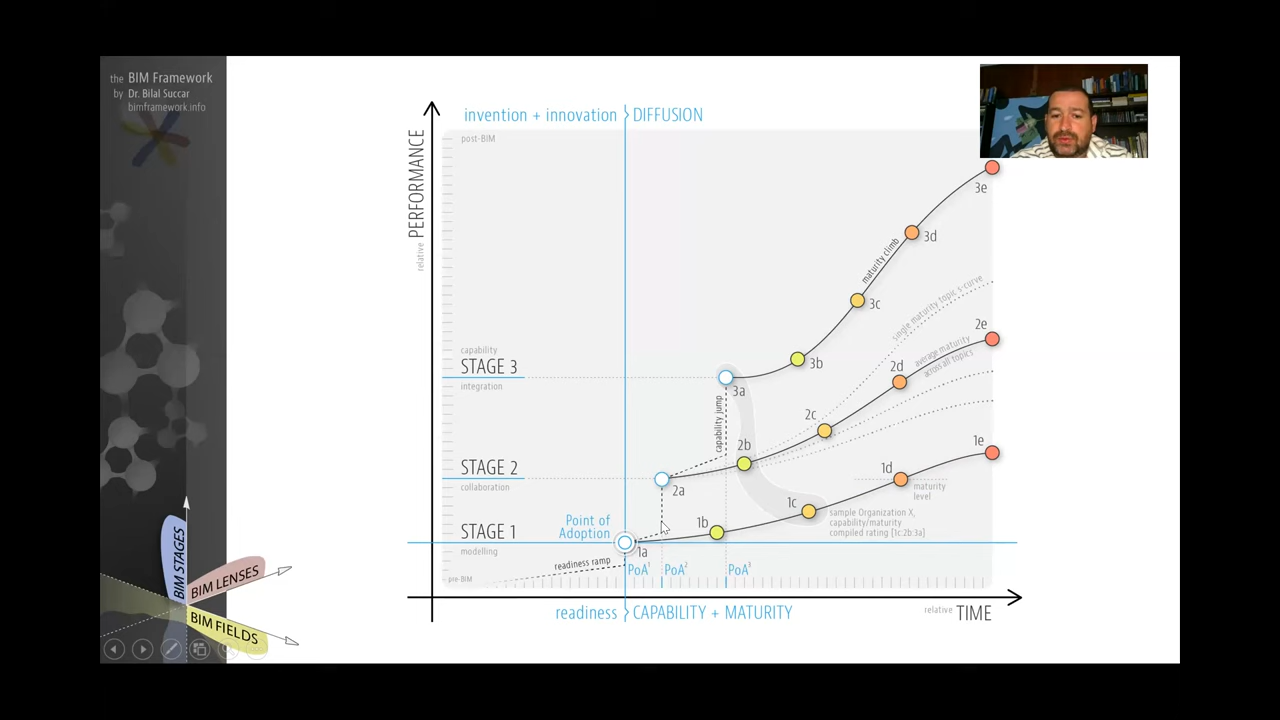 the BIM Framework
by Dr. Bilal Succar
bimframework.info
invention + innovation
DIFFUSION
relative PERFORMANCE
post-BIM
3e
3d
maturity climb
3c
single maturity topic s-curve
2e
capability
STAGE 3
integration
3b
3a
2d
average maturity
across all topics
capability jump
2c
2b
1e
STAGE 2
collaboration
2a
1d
maturity
level
1c
sample Organization X,
capability/maturity
compiled rating [1c:2b:3a]
Point of
Adoption
STAGE 1
modelling
1b
1a
readiness ramp
pre-BIM
PoA1
PoA2
PoA3
readiness
CAPABILITY + MATURITY
relative TIME
BIM STAGES
BIM LENSES
BIM FIELDS